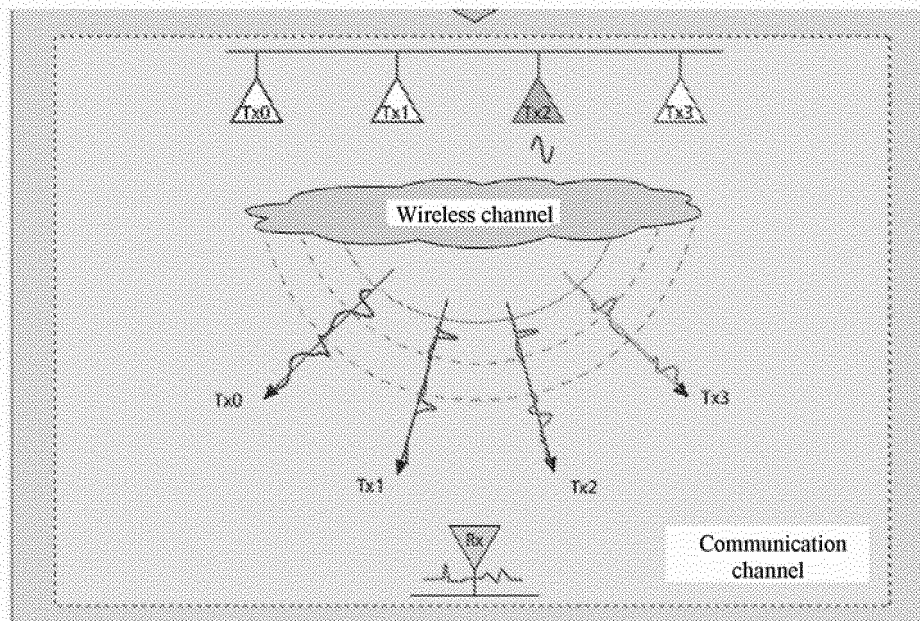 Tx0 Tx1 Tx2 Tx3
Wireless channel
Tx0
Tx3
Tx1
Tx2
Rx
Communication
channel